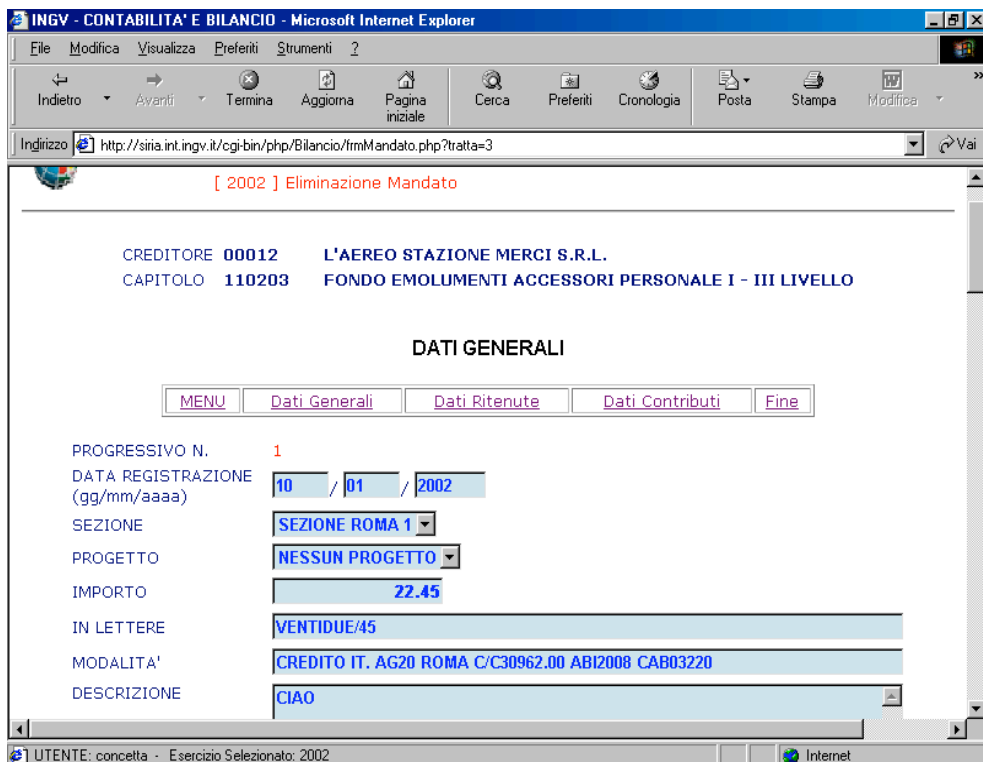 INGV - CONTABILITA' E BILANCIO - Microsoft Internet Explorer
File Modifica Visualizza Preferiti Strumenti ?
Indietro Avanti Termina Aggiorna Pagina iniziale Cerca Preferiti Cronologia Posta Stampa Modifica »
Indirizzo http://siria.int.ingv.it/cgi-bin/php/Bilancio/frmMandato.php?tratta=3 Vai
[ 2002 ] Eliminazione Mandato
CREDITORE 00012 L'AEREO STAZIONE MERCI S.R.L.
CAPITOLO 110203 FONDO EMOLUMENTI ACCESSORI PERSONALE I - III LIVELLO
DATI GENERALI
MENU Dati Generali Dati Ritenute Dati Contributi Fine
PROGRESSIVO N. 1
DATA REGISTRAZIONE
(gg/mm/aaaa) 10 / 01 / 2002
SEZIONE SEZIONE ROMA 1
PROGETTO NESSUN PROGETTO
IMPORTO 22.45
IN LETTERE VENTIDUE/45
MODALITA' CREDITO IT. AG20 ROMA C/C30962.00 ABI2008 CAB03220
DESCRIZIONE CIAO
UTENTE: concetta - Esercizio Selezionato: 2002 Internet